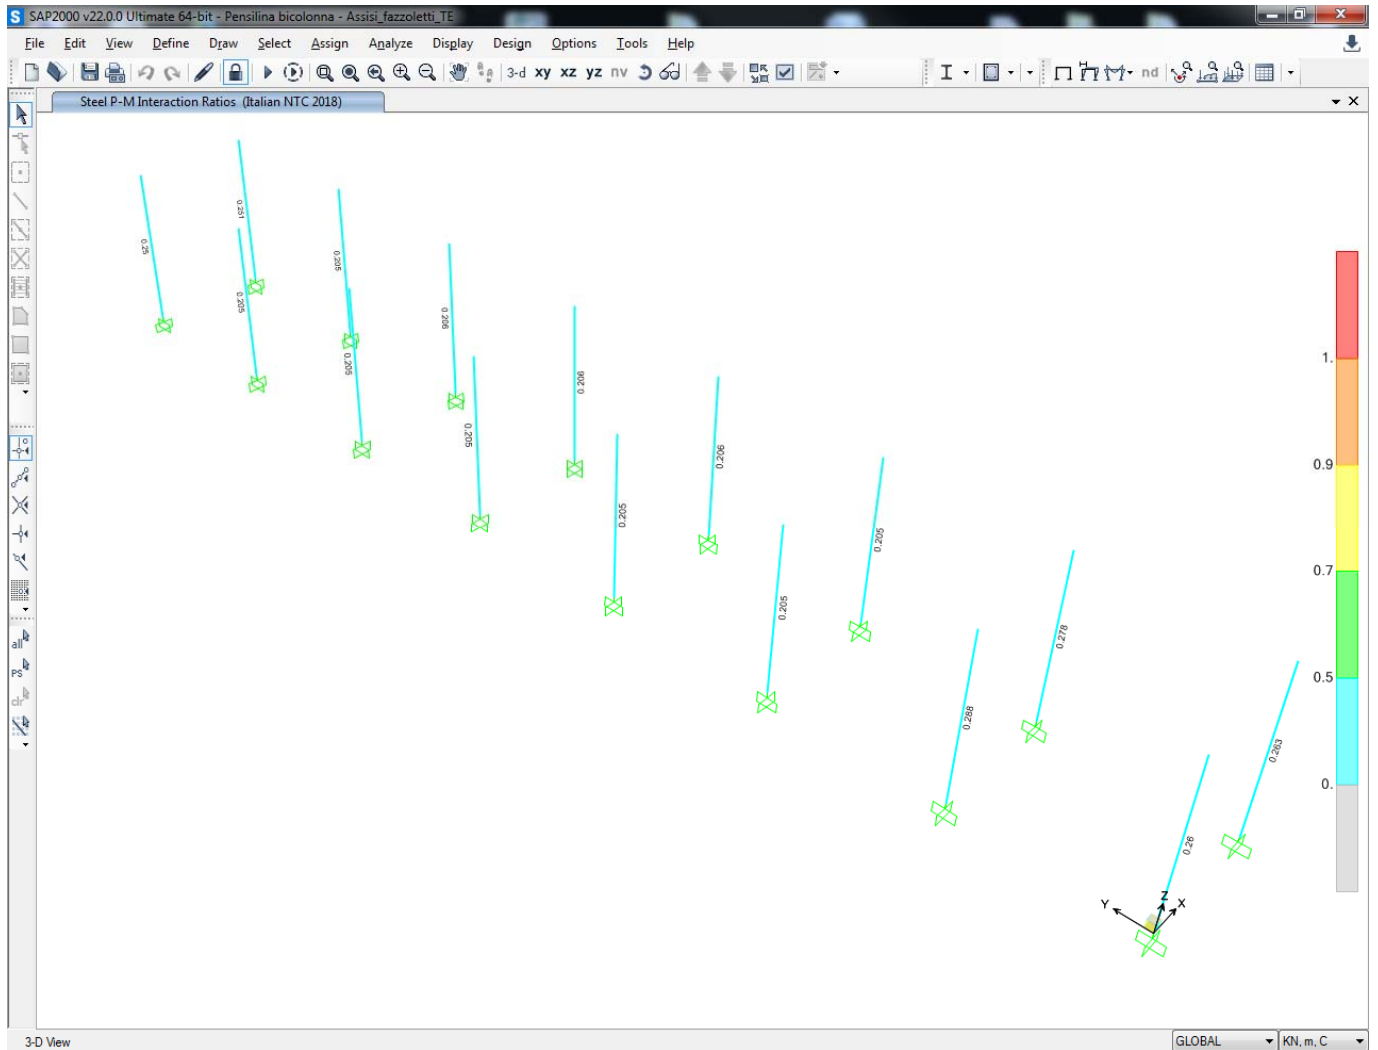 SAP2000 v22.0.0 Ultimate 64-bit - Pensilina bicolonna - Assisi_fazzoletti_TE
File Edit View Define Draw Select Assign Analyze Display Design Options Tools Help
3-d xy xz yz nv nd
Steel P-M Interaction Ratios (Italian NTC 2018)
all
PS
clr
0.25
0.251
0.205
0.205
0.205
0.206
0.205
0.206
0.205
0.206
0.205
0.205
0.288
0.278
0.26
0.263
1.
0.9
0.7
0.5
0.
Y
Z
X
3-D View
GLOBAL
KN, m, C